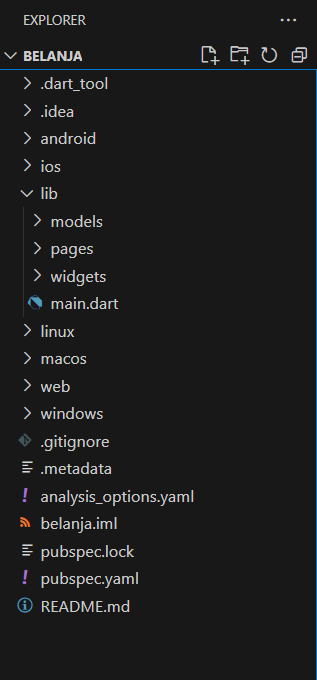 EXPLORER
BELANJA
.dart_tool
.idea
android
ios
lib
models
pages
widgets
main.dart
linux
macos
web
windows
.gitignore
.metadata
analysis_options.yaml
belanja.iml
pubspec.lock
pubspec.yaml
README.md